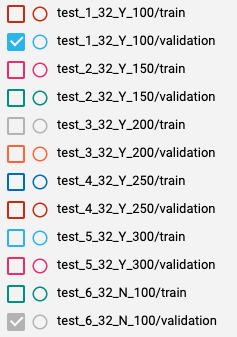 test_1_32_Y_100/train
test_1_32_Y_100/validation
test_2_32_Y_150/train
test_2_32_Y_150/validation
test_3_32_Y_200/train
test_3_32_Y_200/validation
test_4_32_Y_250/train
test_4_32_Y_250/validation
test_5_32_Y_300/train
test_5_32_Y_300/validation
test_6_32_N_100/train
test_6_32_N_100/validation